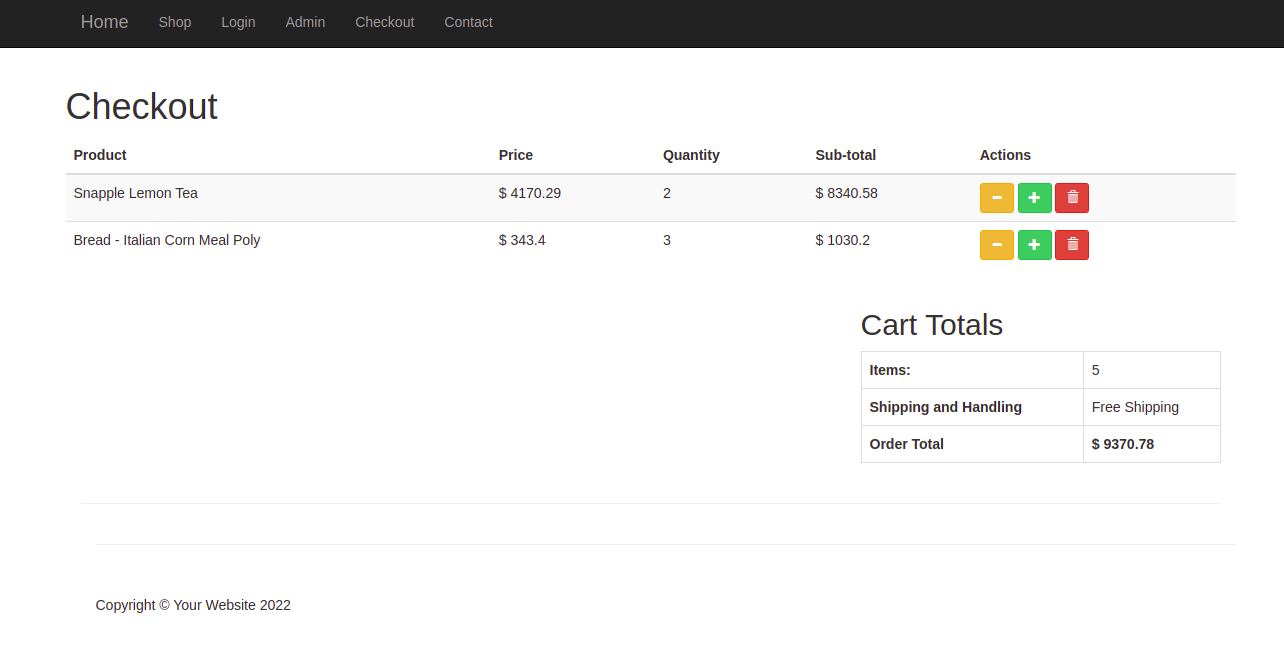 Home Shop Login Admin Checkout Contact
Checkout
Product Price Quantity Sub-total Actions
Snapple Lemon Tea $ 4170.29 2 $ 8340.58
Bread - Italian Corn Meal Poly $ 343.4 3 $ 1030.2
Cart Totals
Items: 5
Shipping and Handling Free Shipping
Order Total $ 9370.78
Copyright © Your Website 2022